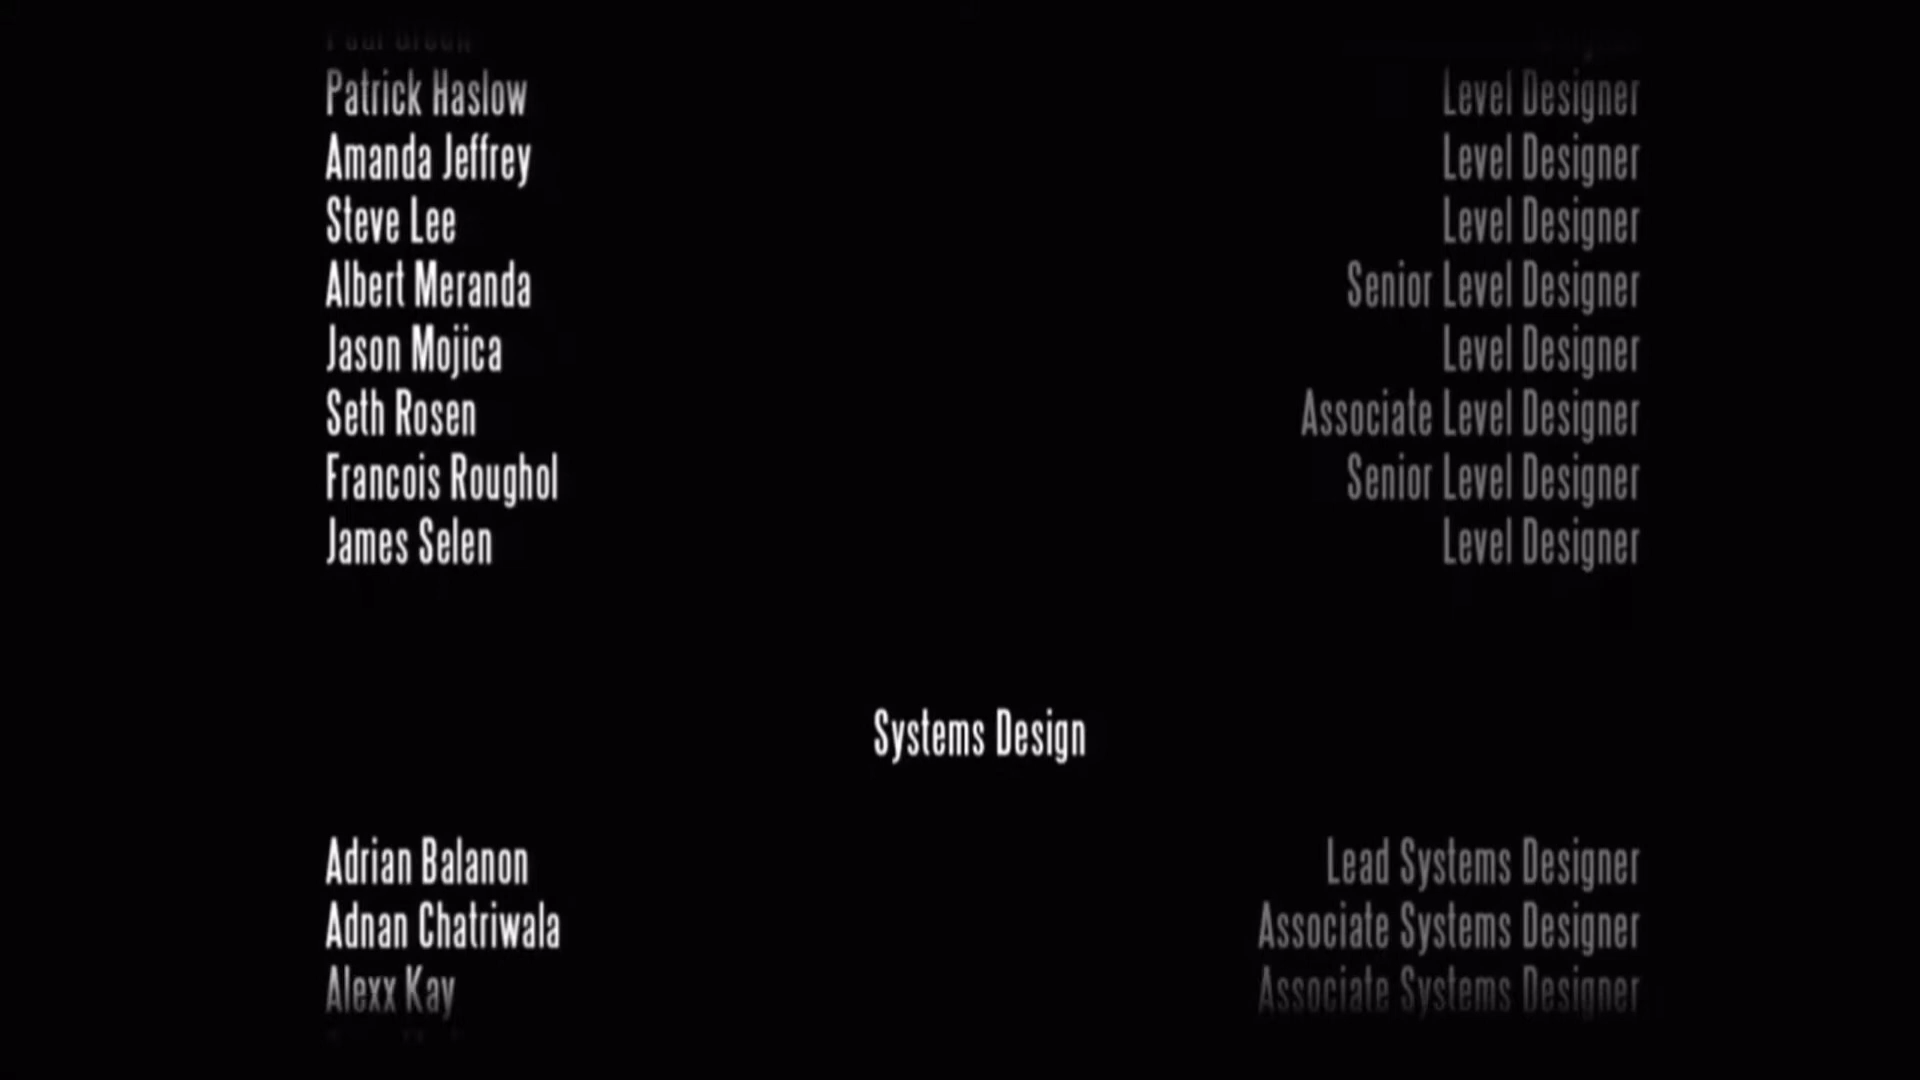 Patrick Haslow Level Designer
Amanda Jeffrey Level Designer
Steve Lee Level Designer
Albert Meranda Senior Level Designer
Jason Mojica Level Designer
Seth Rosen Associate Level Designer
Francois Roughol Senior Level Designer
James Selen Level Designer
Systems Design
Adrian Balanon Lead Systems Designer
Adnan Chatriwala Associate Systems Designer
Alexx Kay Associate Systems Designer